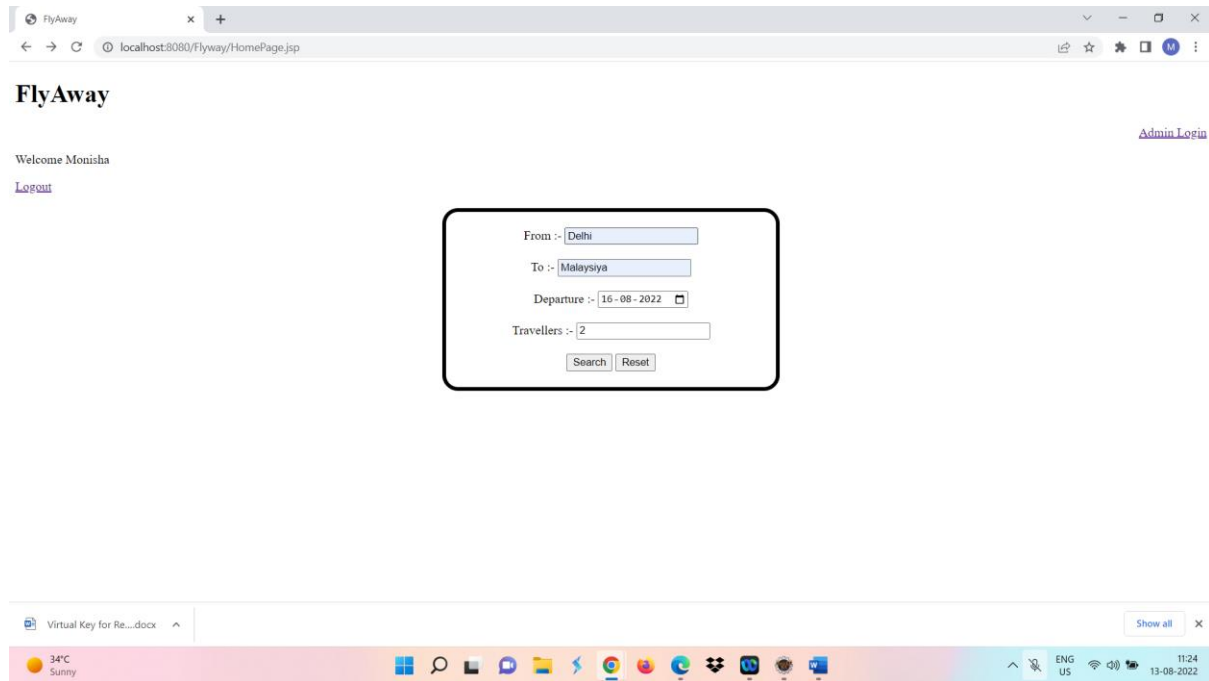 FlyAway
localhost:8080/Flyway/HomePage.jsp
M
FlyAway
Admin Login
Welcome Monisha
Logout
From :- Delhi
To :- Malaysiya
Departure :- 16-08-2022
Travellers :- 2
Search Reset
Virtual Key for Re....docx
Show all
34°C
Sunny
ENG
US
11:24
13-08-2022